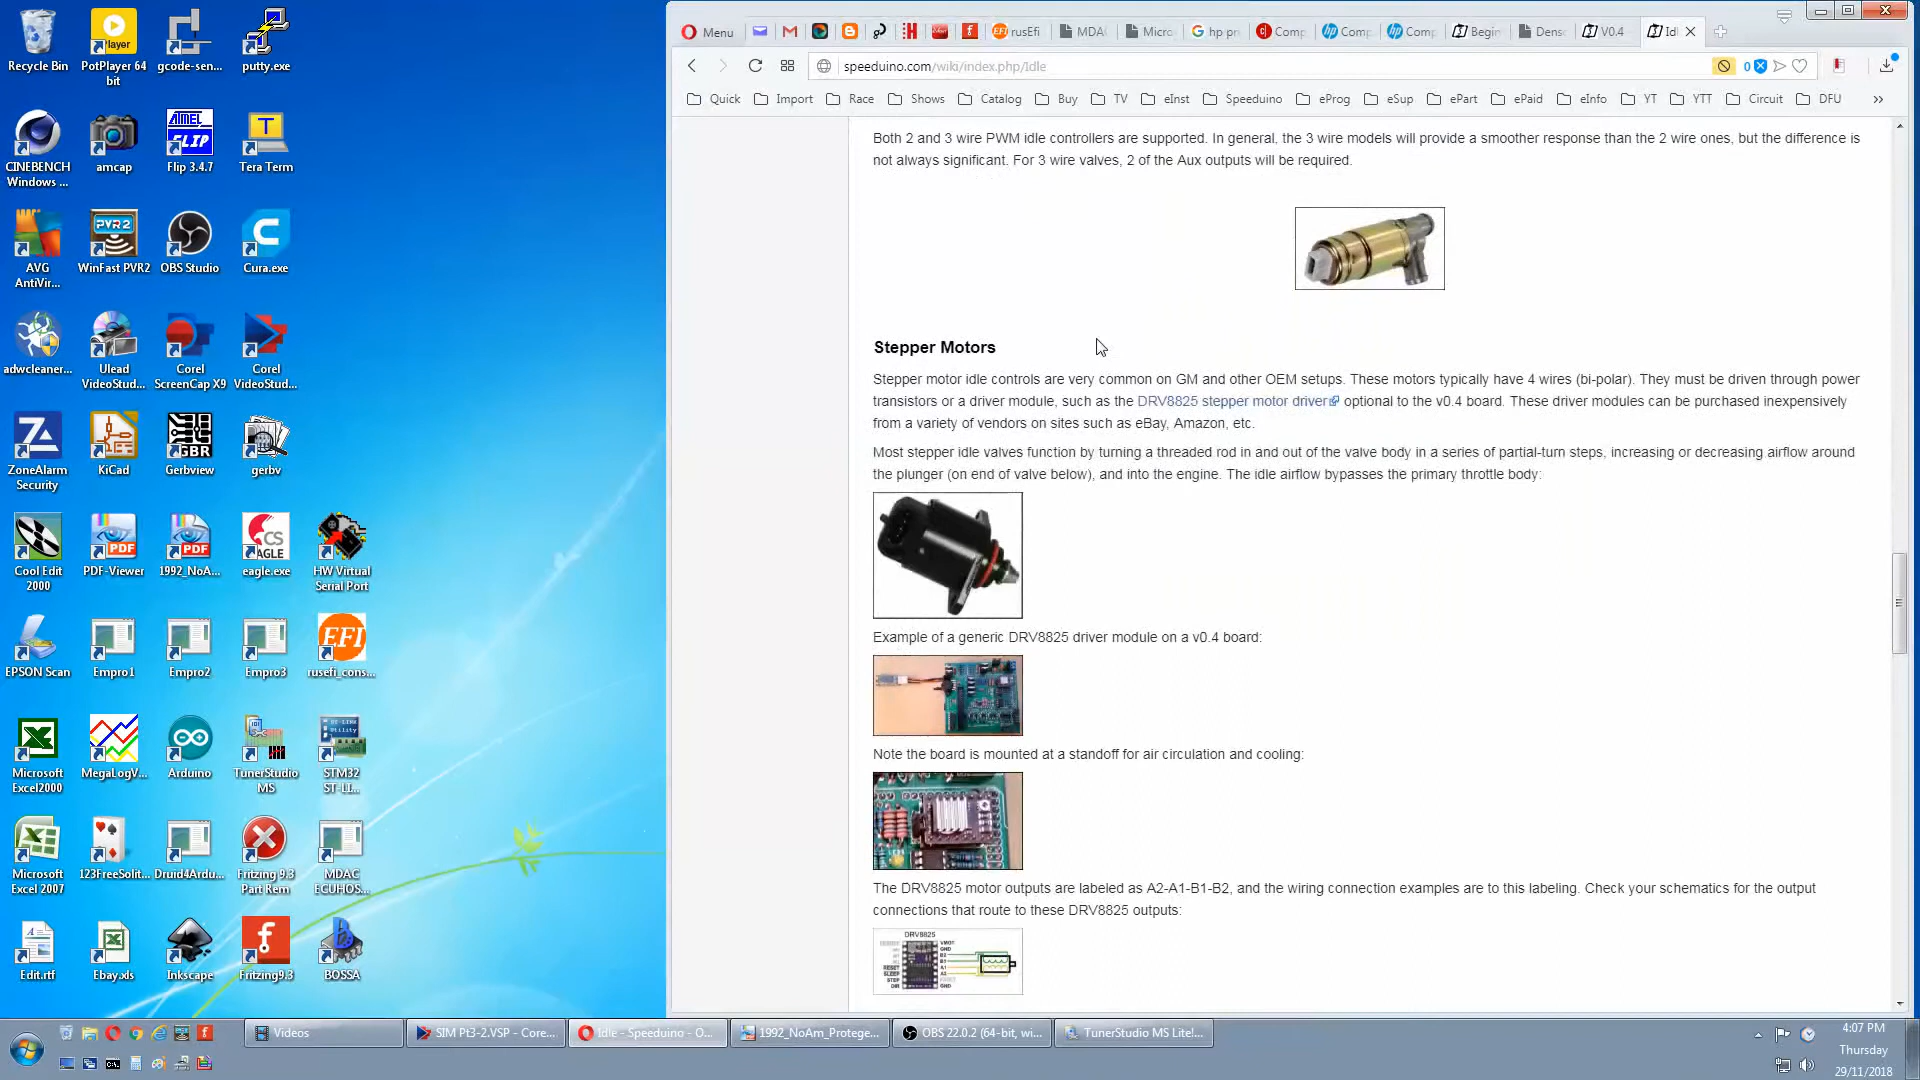 Recycle Bin
PotPlayer 64 bit
gcode-sen...
putty.exe
CINEBENCH Windows ...
amcap
Flip 3.4.7
Tera Term
AVG AntiVir...
WinFast PVR2
OBS Studio
Cura.exe
adwcleaner...
Ulead VideoStud...
Corel ScreenCap X9
Corel VideoStud...
ZoneAlarm Security
KiCad
Gerbview
gerbv
Cool Edit 2000
PDF-Viewer
1992_NoA...
eagle.exe
HW Virtual Serial Port
EPSON Scan
Empro1
Empro2
Empro3
rusefi_cons...
Microsoft Excel2000
MegaLogV...
Arduino
TunerStudio MS
STM32 ST-LI...
Microsoft Excel 2007
123FreeSolit...
Druid4Ardu...
Fritzing 9.3 Part Rem
MDAC ECUHOS...
Edit.rtf
Ebay.xls
Inkscape
Fritzing9.3
BOSSA
Menu
rusEfi
MDAC
Micro
hp pr
Comp
Comp
Comp
Begin
Denso
V0.4
Idl
speeduino.com/wiki/index.php/Idle
0
Quick Import Race Shows Catalog Buy TV eInst Speeduino eProg eSup ePart ePaid eInfo YT YTT Circuit DFU »
Both 2 and 3 wire PWM idle controllers are supported. In general, the 3 wire models will provide a smoother response than the 2 wire ones, but the difference is
not always significant. For 3 wire valves, 2 of the Aux outputs will be required.
Stepper Motors
Stepper motor idle controls are very common on GM and other OEM setups. These motors typically have 4 wires (bi-polar). They must be driven through power
transistors or a driver module, such as the DRV8825 stepper motor driver optional to the v0.4 board. These driver modules can be purchased inexpensively
from a variety of vendors on sites such as eBay, Amazon, etc.
Most stepper idle valves function by turning a threaded rod in and out of the valve body in a series of partial-turn steps, increasing or decreasing airflow around
the plunger (on end of valve below), and into the engine. The idle airflow bypasses the primary throttle body:
Example of a generic DRV8825 driver module on a v0.4 board:
Note the board is mounted at a standoff for air circulation and cooling:
The DRV8825 motor outputs are labeled as A2-A1-B1-B2, and the wiring connection examples are to this labeling. Check your schematics for the output
connections that route to these DRV8825 outputs:
DRV8825
VMOT
GND
RESET
SLEEP
STEP
DIR
GND
Videos
SIM Pt3-2.VSP - Core...
Idle - Speeduino - O...
1992_NoAm_Protege...
OBS 22.0.2 (64-bit, wi...
TunerStudio MS Lite!...
4:07 PM
Thursday
29/11/2018